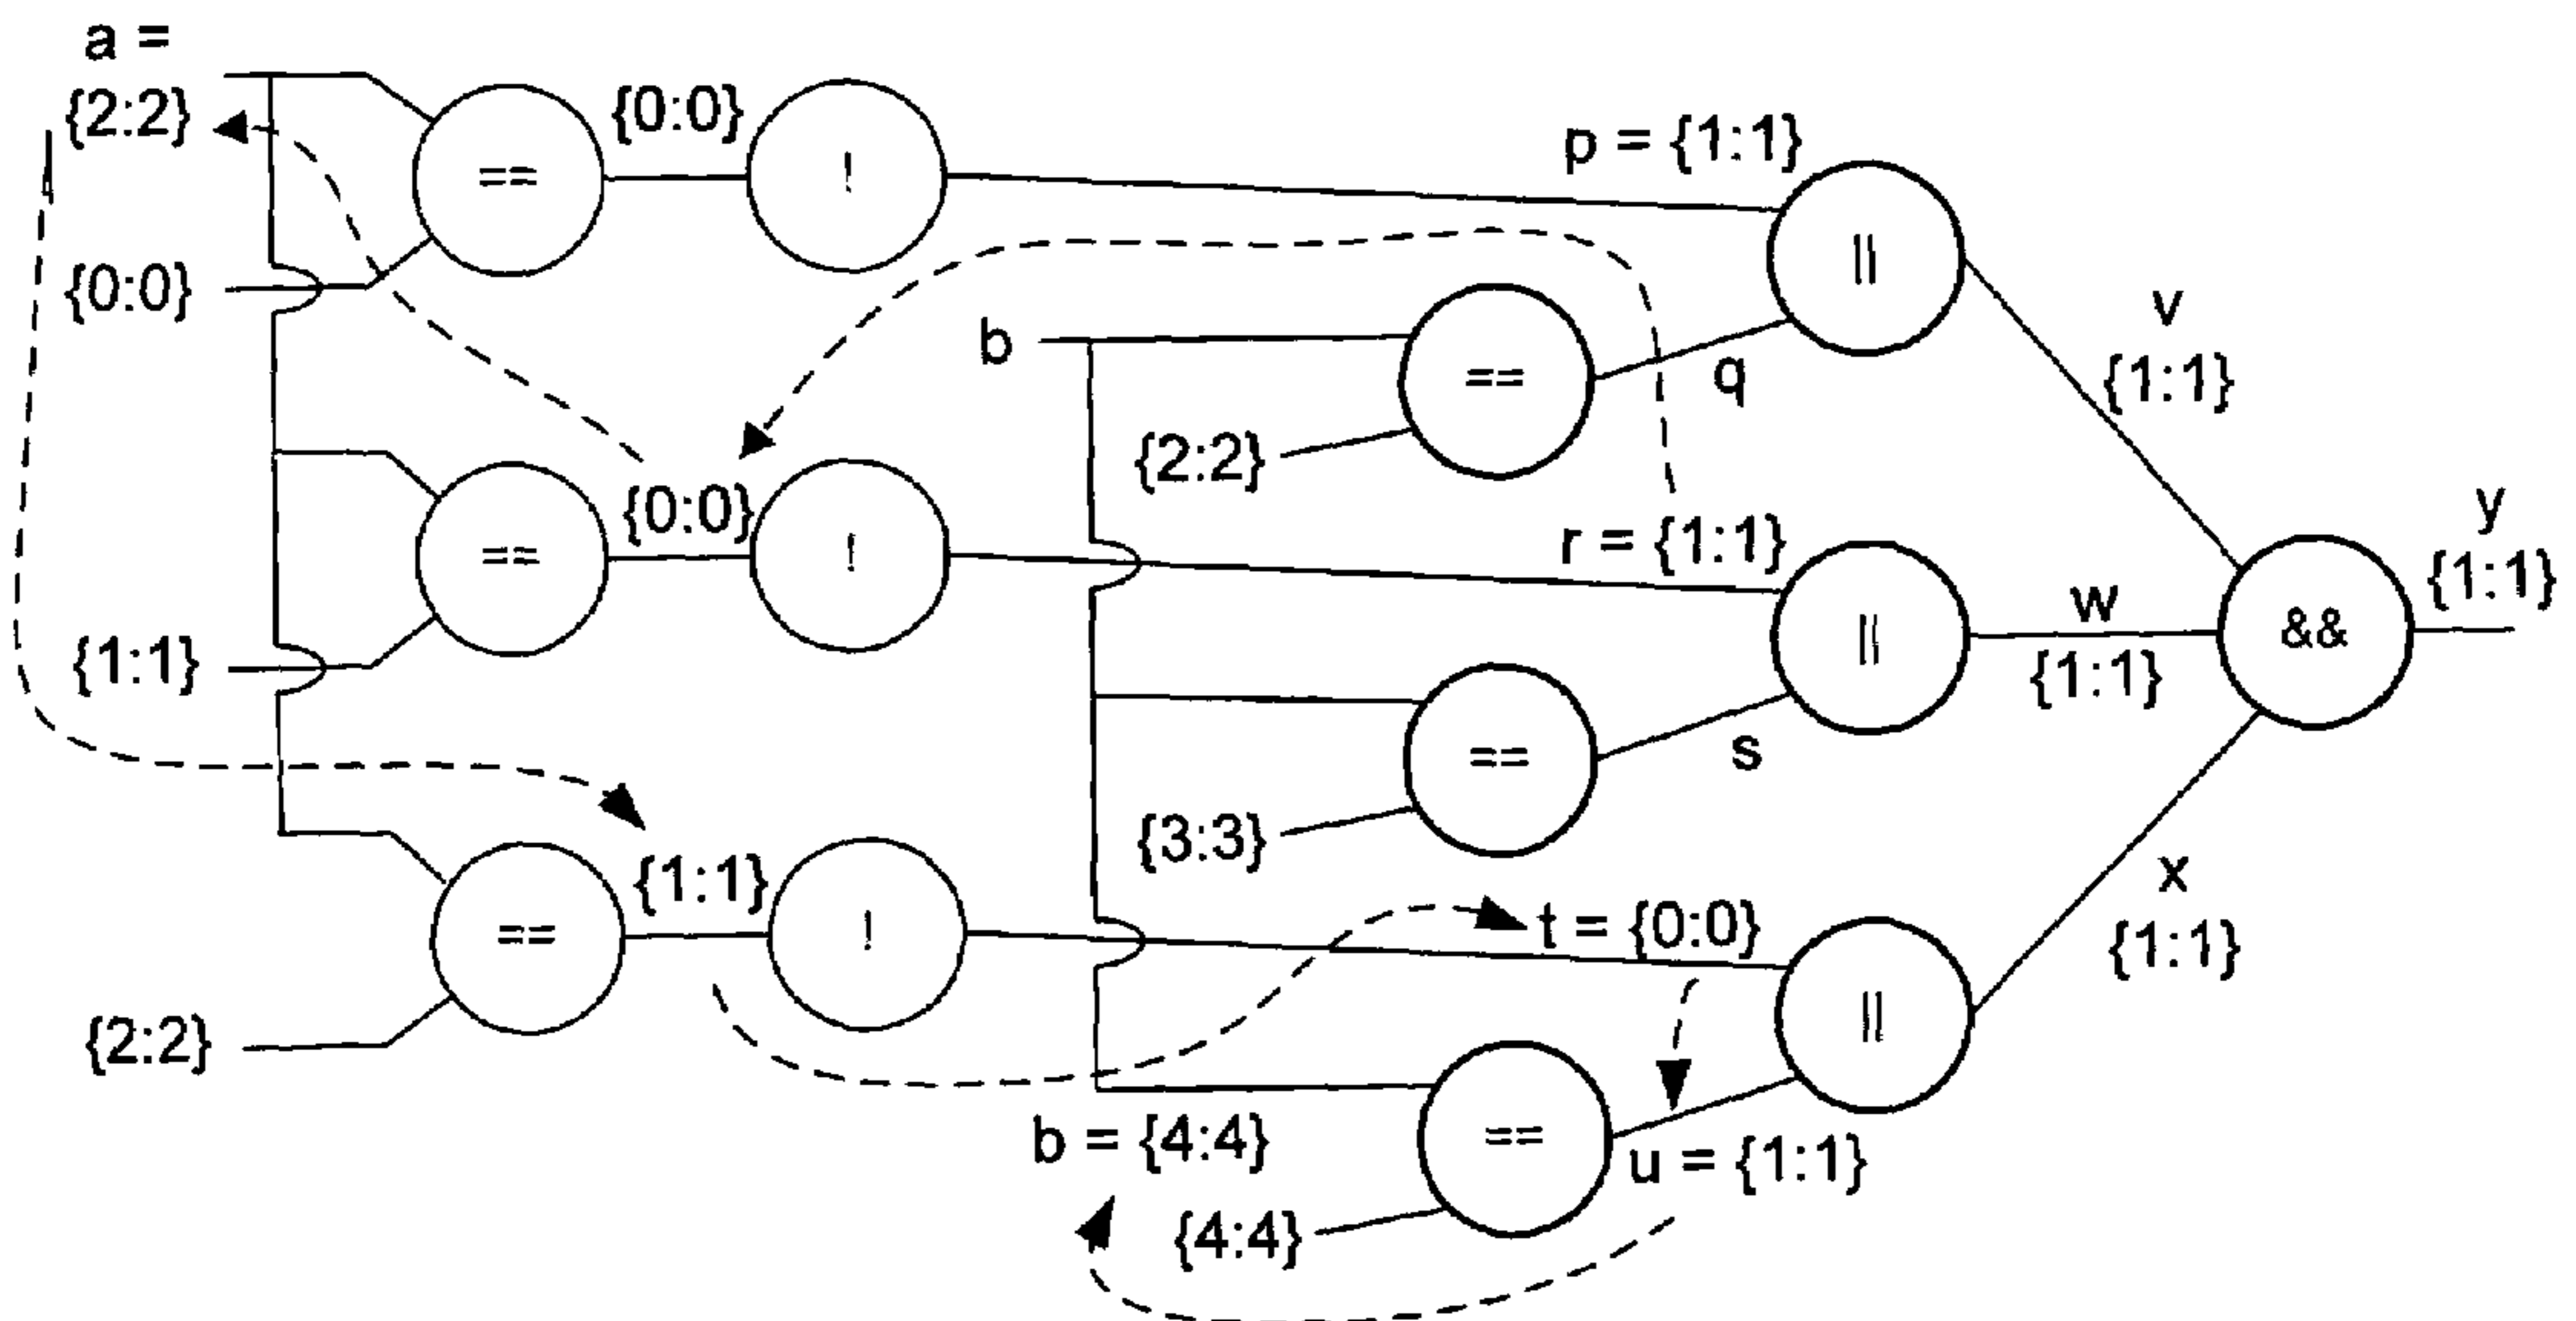 a =
{2:2}
== {0:0} !
{0:0}
p = {1:1}
||
b
== q
{2:2}
v
{1:1}
== {0:0} !
{1:1}
r = {1:1}
||
w
{1:1}
&&
y
{1:1}
== s
{3:3}
x
{1:1}
== {1:1} !
{2:2}
t = {0:0}
||
b = {4:4}
== u = {1:1}
{4:4}